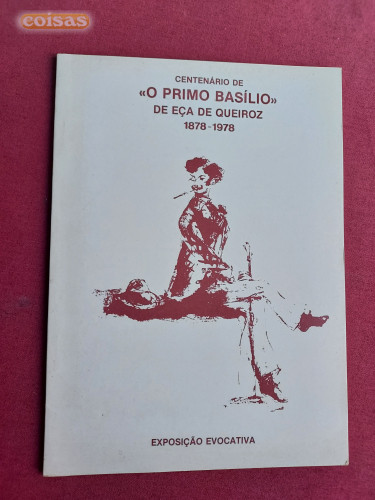 coisas
CENTENÁRIO DE
«O PRIMO BASÍLIO»
DE EÇA DE QUEIROZ
1878-1978
EXPOSIÇÃO EVOCATIVA